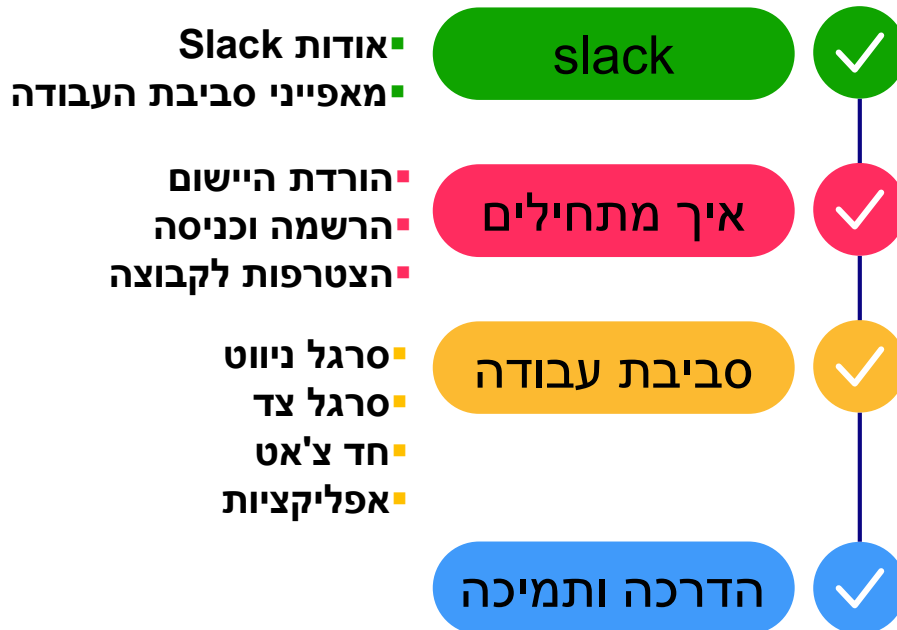 slack
אודות Slack
מאפייני סביבת העבודה
איך מתחילים
הורדת היישום
הרשמה וכניסה
הצטרפות לקבוצה
סביבת עבודה
סרגל ניווט
סרגל צד
חד צ'אט
אפליקציות
הדרכה ותמיכה